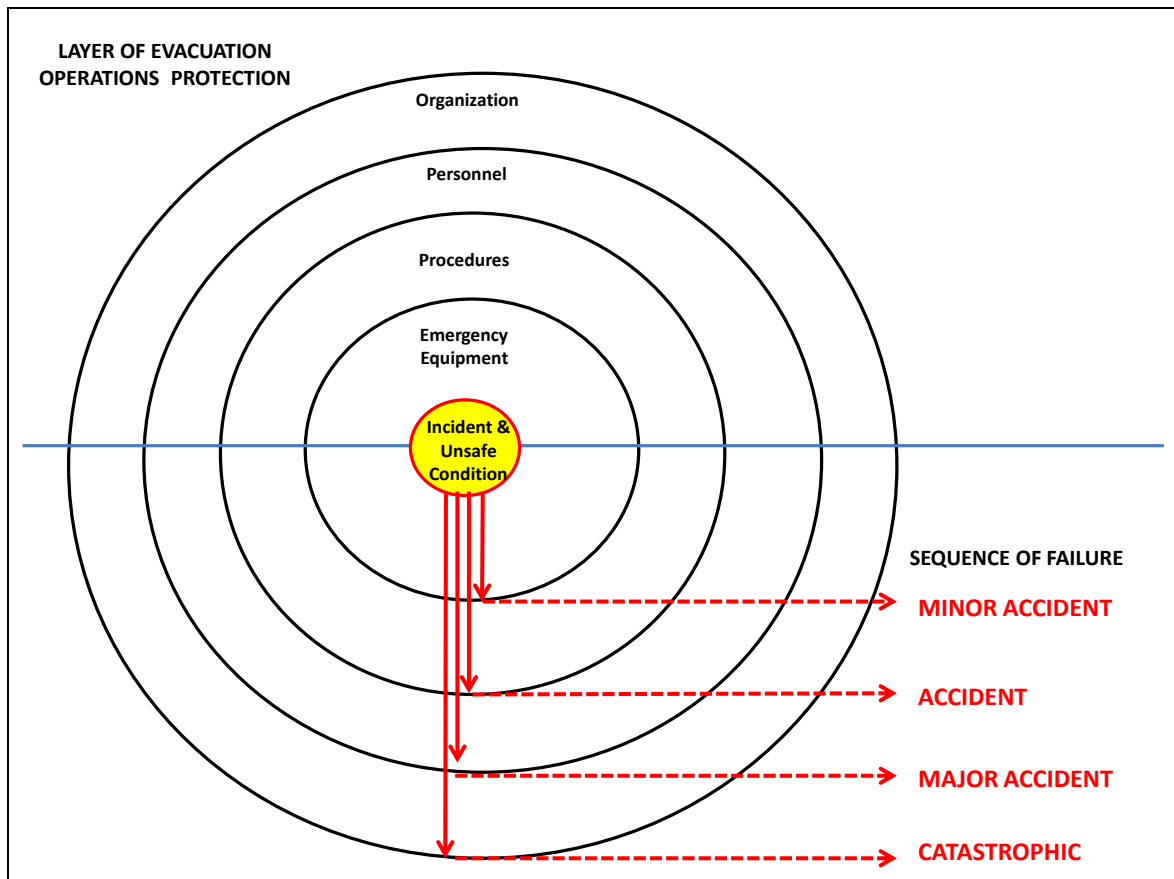 LAYER OF EVACUATION
OPERATIONS PROTECTION
Organization
Personnel
Procedures
Emergency
Equipment
Incident &
Unsafe
Condition
SEQUENCE OF FAILURE
MINOR ACCIDENT
ACCIDENT
MAJOR ACCIDENT
CATASTROPHIC